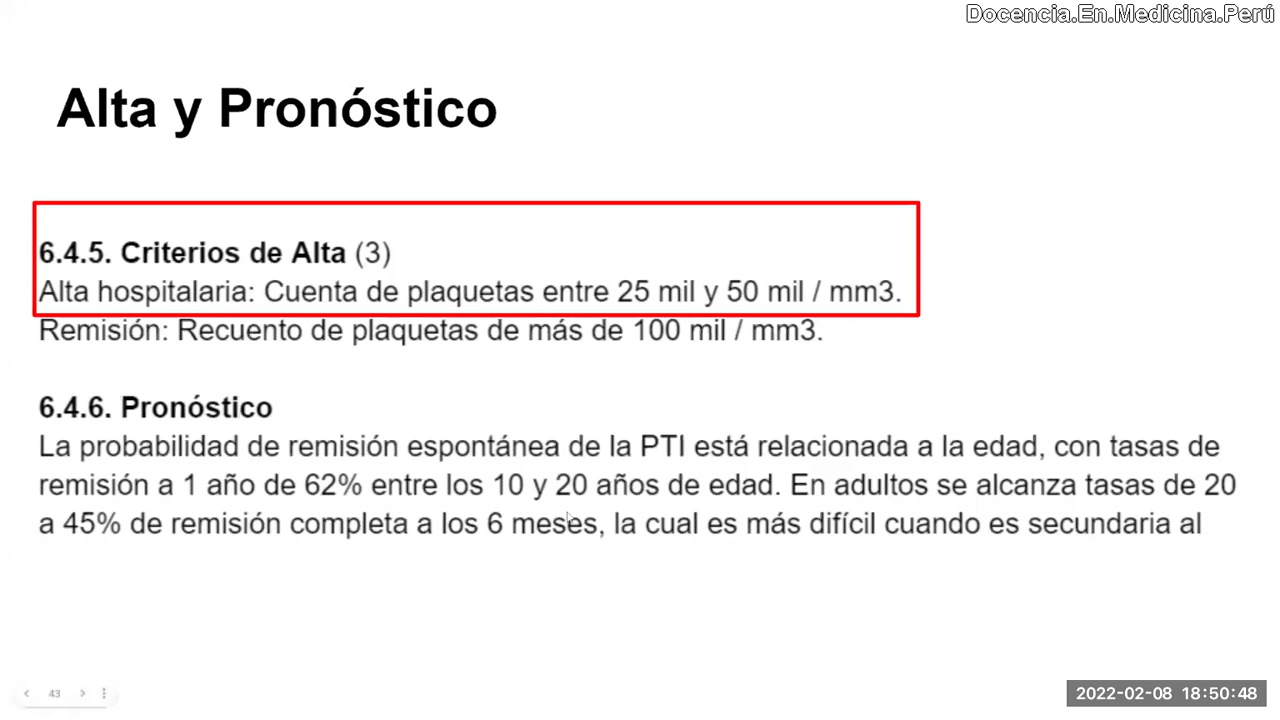 Docencia.En.Medicina.Perú
Alta y Pronóstico
6.4.5. Criterios de Alta (3)
Alta hospitalaria: Cuenta de plaquetas entre 25 mil y 50 mil / mm3.
Remisión: Recuento de plaquetas de más de 100 mil / mm3.
6.4.6. Pronóstico
La probabilidad de remisión espontánea de la PTI está relacionada a la edad, con tasas de
remisión a 1 año de 62% entre los 10 y 20 años de edad. En adultos se alcanza tasas de 20
a 45% de remisión completa a los 6 meses, la cual es más difícil cuando es secundaria al
43
2022-02-08 18:50:48